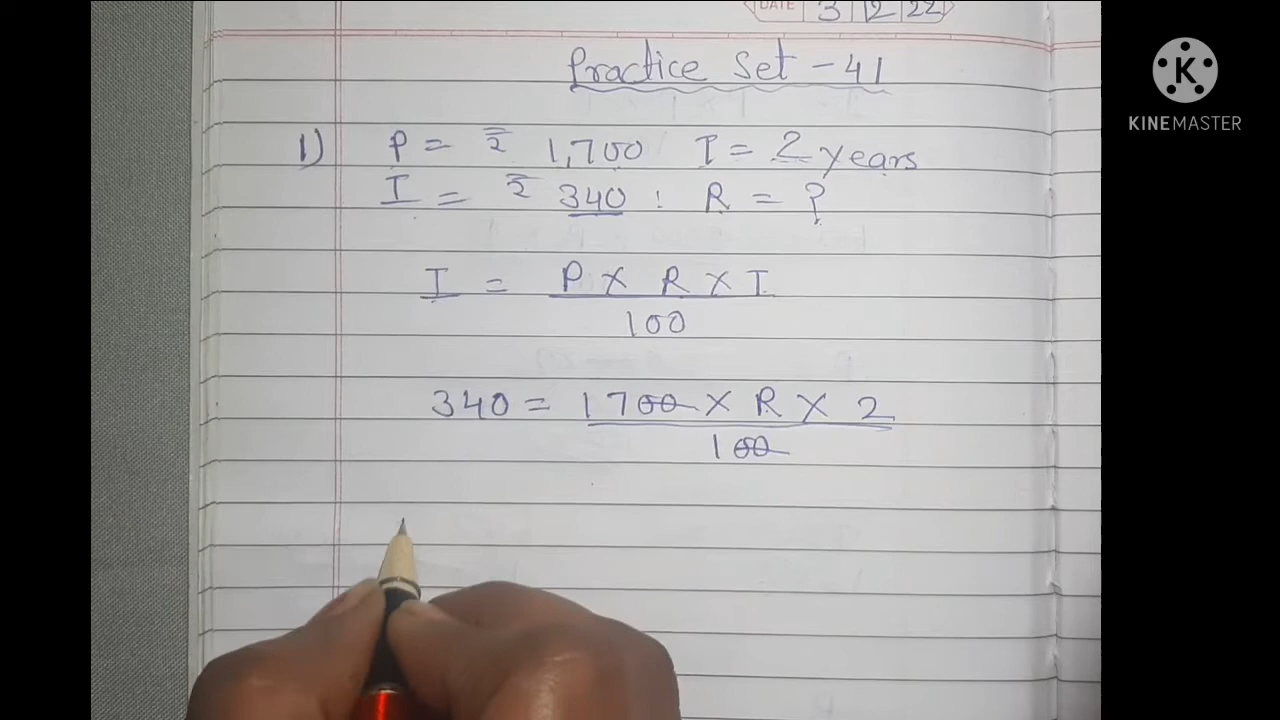 DATE 3 12 22
Practice Set - 41
KINEMASTER
1) P = ₹ 1,700 T = 2 years
I = ₹ 340 : R = ?
I = P × R × T
100
340 = 1700 × R × 2
100